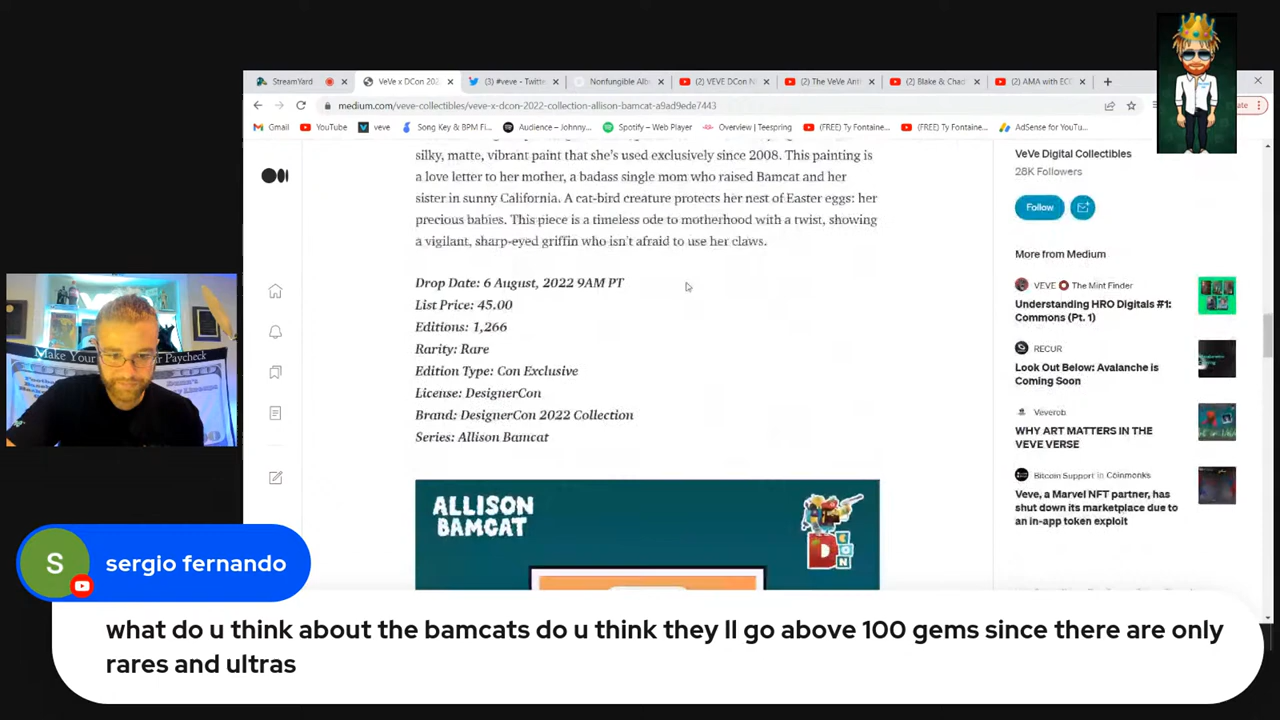 StreamYard
VeVe x DCon 202
(3) #veve - Twitte
Nonfungible Alb
(2) VEVE DCon N
(2) The VeVe Ant
(2) Blake & Chad
(2) AMA with ECO
medium.com/veve-collectibles/veve-x-dcon-2022-collection-allison-bamcat-a9ad9ede7443
Gmail
YouTube
veve
Song Key & BPM Fi...
Audience – Johnny...
Spotify – Web Player
Overview | Teespring
(FREE) Ty Fontaine...
(FREE) Ty Fontaine...
AdSense for YouTu...
silky, matte, vibrant paint that she's used exclusively since 2008. This painting is
a love letter to her mother, a badass single mom who raised Bamcat and her
sister in sunny California. A cat-bird creature protects her nest of Easter eggs: her
precious babies. This piece is a timeless ode to motherhood with a twist, showing
a vigilant, sharp-eyed griffin who isn't afraid to use her claws.
Drop Date: 6 August, 2022 9AM PT
List Price: 45.00
Editions: 1,266
Rarity: Rare
Edition Type: Con Exclusive
License: DesignerCon
Brand: DesignerCon 2022 Collection
Series: Allison Bamcat
ALLISON
BAMCAT
D
CON
VeVe Digital Collectibles
28K Followers
Follow
More from Medium
VEVE The Mint Finder
Understanding HRO Digitals #1:
Commons (Pt. 1)
RECUR
Look Out Below: Avalanche is
Coming Soon
Veverob.
WHY ART MATTERS IN THE
VEVE VERSE
Bitcoin Support in Coinmonks
Veve, a Marvel NFT partner, has
shut down its marketplace due to
an in-app token exploit
Make Your
Paycheck
S
sergio fernando
what do u think about the bamcats do u think they ll go above 100 gems since there are only
rares and ultras